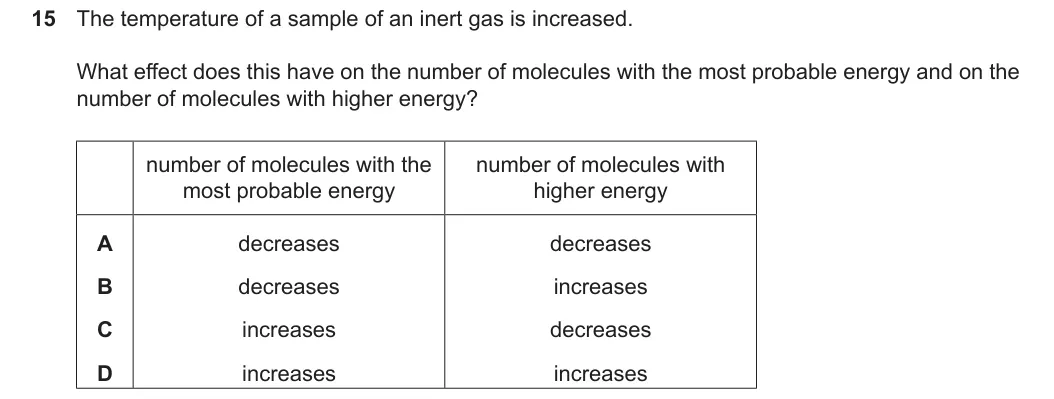 15 The temperature of a sample of an inert gas is increased.
What effect does this have on the number of molecules with the most probable energy and on the
number of molecules with higher energy?
number of molecules with the most probable energy | number of molecules with higher energy
A decreases decreases
B decreases increases
C increases decreases
D increases increases